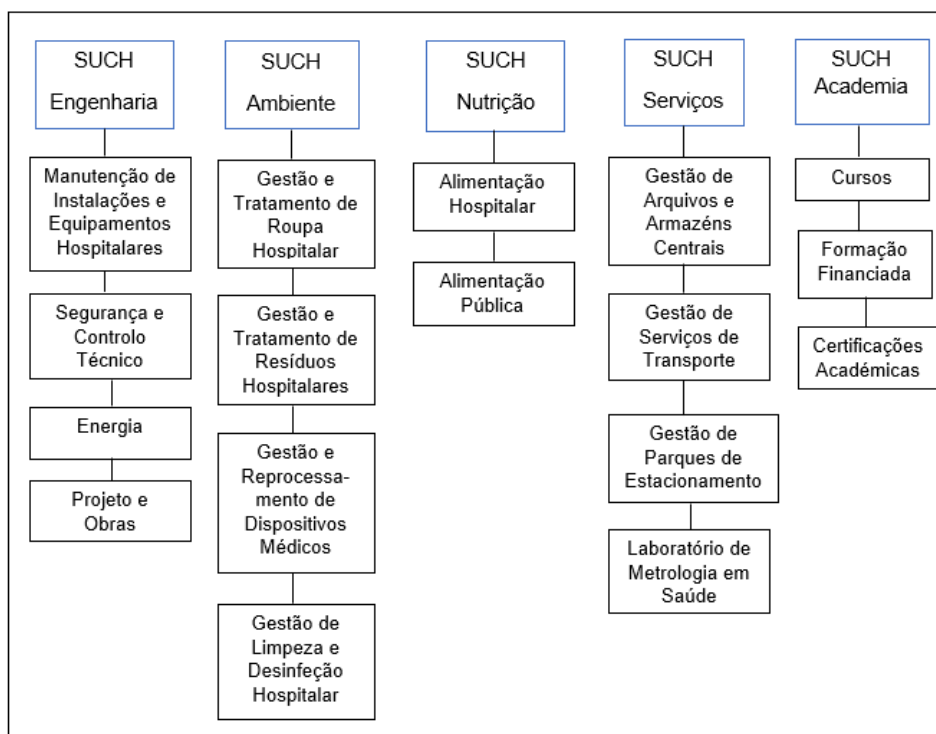 SUCH
Engenharia
Manutenção de
Instalações e
Equipamentos
Hospitalares
Segurança e
Controlo
Técnico
Energia
Projeto e
Obras
SUCH
Ambiente
Gestão e
Tratamento de
Roupa
Hospitalar
Gestão e
Tratamento de
Resíduos
Hospitalares
Gestão e
Reprocessa-
mento de
Dispositivos
Médicos
Gestão de
Limpeza e
Desinfeção
Hospitalar
SUCH
Nutrição
Alimentação
Hospitalar
Alimentação
Pública
SUCH
Serviços
Gestão de
Arquivos e
Armazéns
Centrais
Gestão de
Serviços de
Transporte
Gestão de
Parques de
Estacionamento
Laboratório de
Metrologia em
Saúde
SUCH
Academia
Cursos
Formação
Financiada
Certificações
Académicas